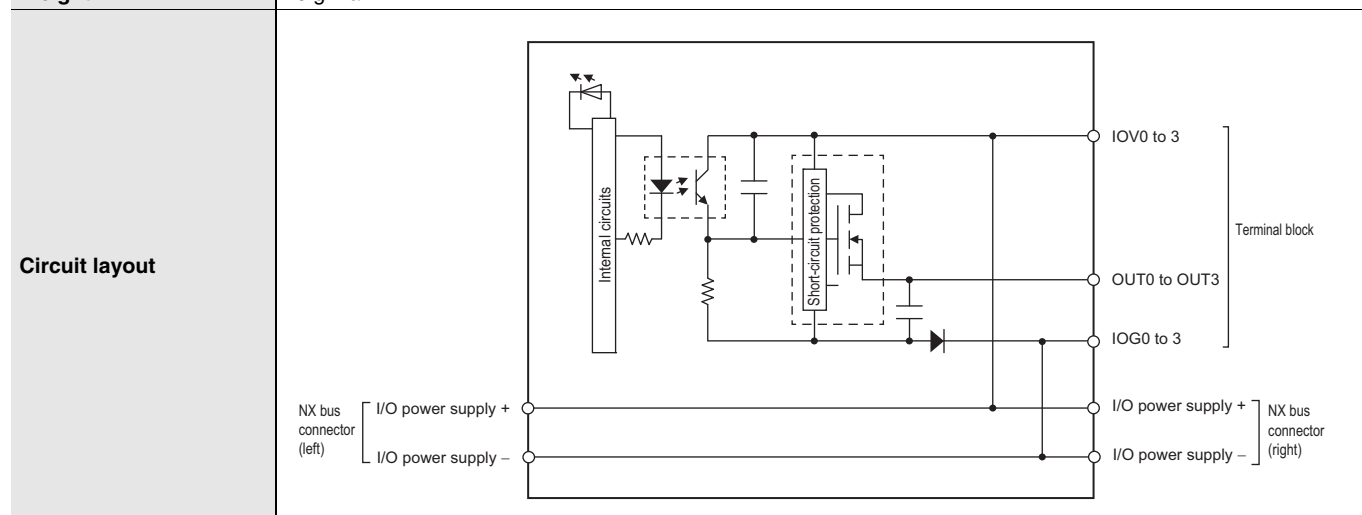 Circuit layout
Internal circuits
Short-circuit protection
IOV0 to 3
Terminal block
OUT0 to OUT3
IOG0 to 3
NX bus
connector
(left)
I/O power supply +
I/O power supply –
I/O power supply +
I/O power supply –
NX bus
connector
(right)